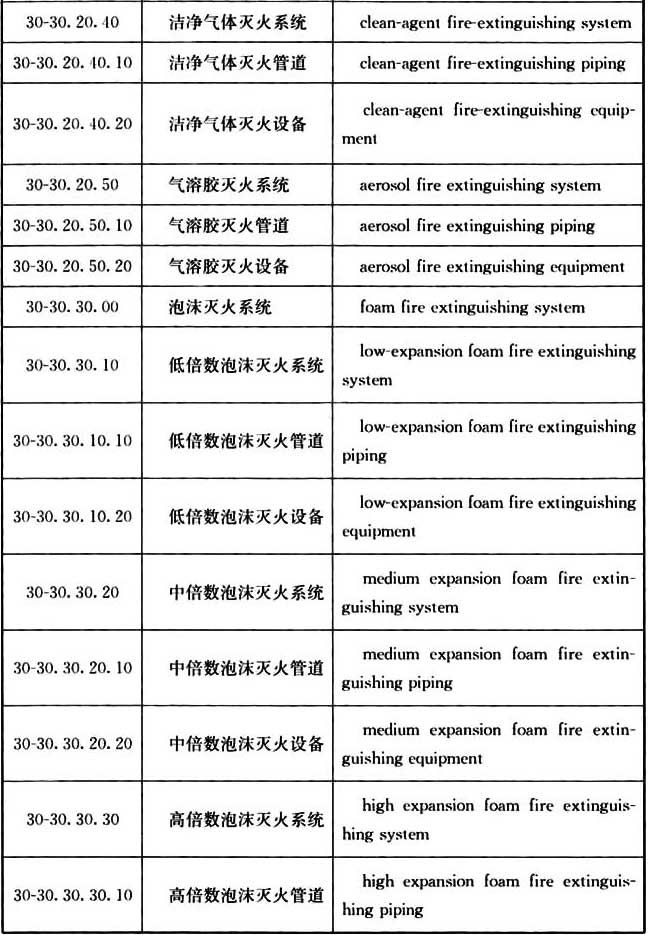 30-30.20.40 洁净气体灭火系统 clean-agent fire-extinguishing system
30-30.20.40.10 洁净气体灭火管道 clean-agent fire-extinguishing piping
30-30.20.40.20 洁净气体灭火设备 clean-agent fire-extinguishing equip-
ment
30-30.20.50 气溶胶灭火系统 aerosol fire extinguishing system
30-30.20.50.10 气溶胶灭火管道 aerosol fire extinguishing piping
30-30.20.50.20 气溶胶灭火设备 aerosol fire extinguishing equipment
30-30.30.00 泡沫灭火系统 foam fire extinguishing system
30-30.30.10 低倍数泡沫灭火系统 low-expansion foam fire extinguishing
system
30-30.30.10.10 低倍数泡沫灭火管道 low-expansion foam fire extinguishing
piping
30-30.30.10.20 低倍数泡沫灭火设备 low-expansion foam fire extinguishing
equipment
30-30.30.20 中倍数泡沫灭火系统 medium expansion foam fire extin-
guishing system
30-30.30.20.10 中倍数泡沫灭火管道 medium expansion foam fire extin-
guishing piping
30-30.30.20.20 中倍数泡沫灭火设备 medium expansion foam fire extin-
guishing equipment
30-30.30.30 高倍数泡沫灭火系统 high expansion foam fire extinguis-
hing system
30-30.30.30.10 高倍数泡沫灭火管道 high expansion foam fire extinguis-
hing piping